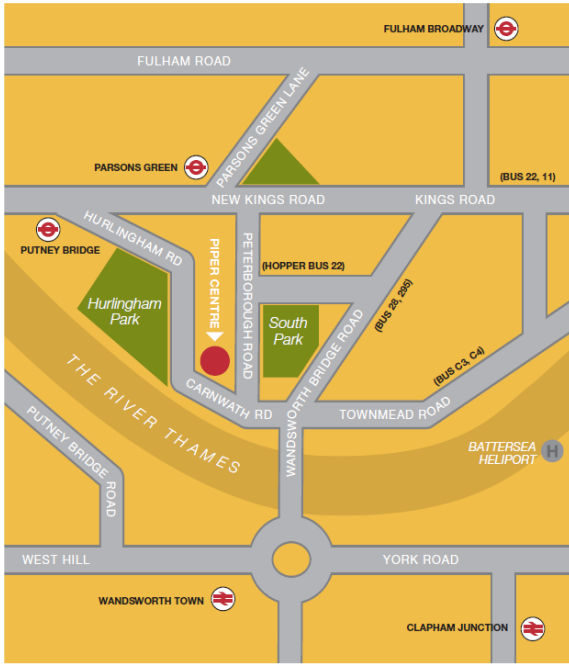 FULHAM BROADWAY
FULHAM ROAD
PARSONS GREEN LANE
PARSONS GREEN
(BUS 22, 11)
NEW KINGS ROAD
KINGS ROAD
HURLINGHAM RD
PUTNEY BRIDGE
PIPER CENTRE
PETERBOROUGH ROAD
(HOPPER BUS 22)
Hurlingham
Park
South
Park
(BUS 28, 295)
WANDSWORTH BRIDGE ROAD
(BUS C3, C4)
CARNWATH RD
TOWNMEAD ROAD
THE RIVER THAMES
PUTNEY BRIDGE
ROAD
BATTERSEA
HELIPORT
H
WEST HILL
YORK ROAD
WANDSWORTH TOWN
CLAPHAM JUNCTION